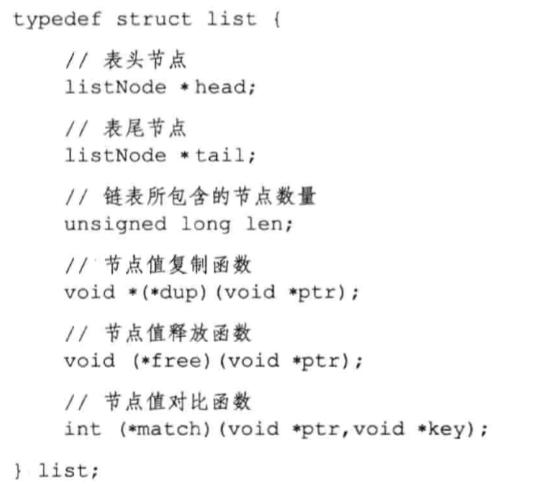 typedef struct list {
// 表头节点
listNode *head;
// 表尾节点
listNode *tail;
// 链表所包含的节点数量
unsigned long len;
// 节点值复制函数
void *(*dup)(void *ptr);
// 节点值释放函数
void (*free)(void *ptr);
// 节点值对比函数
int (*match)(void *ptr,void *key);
} list;